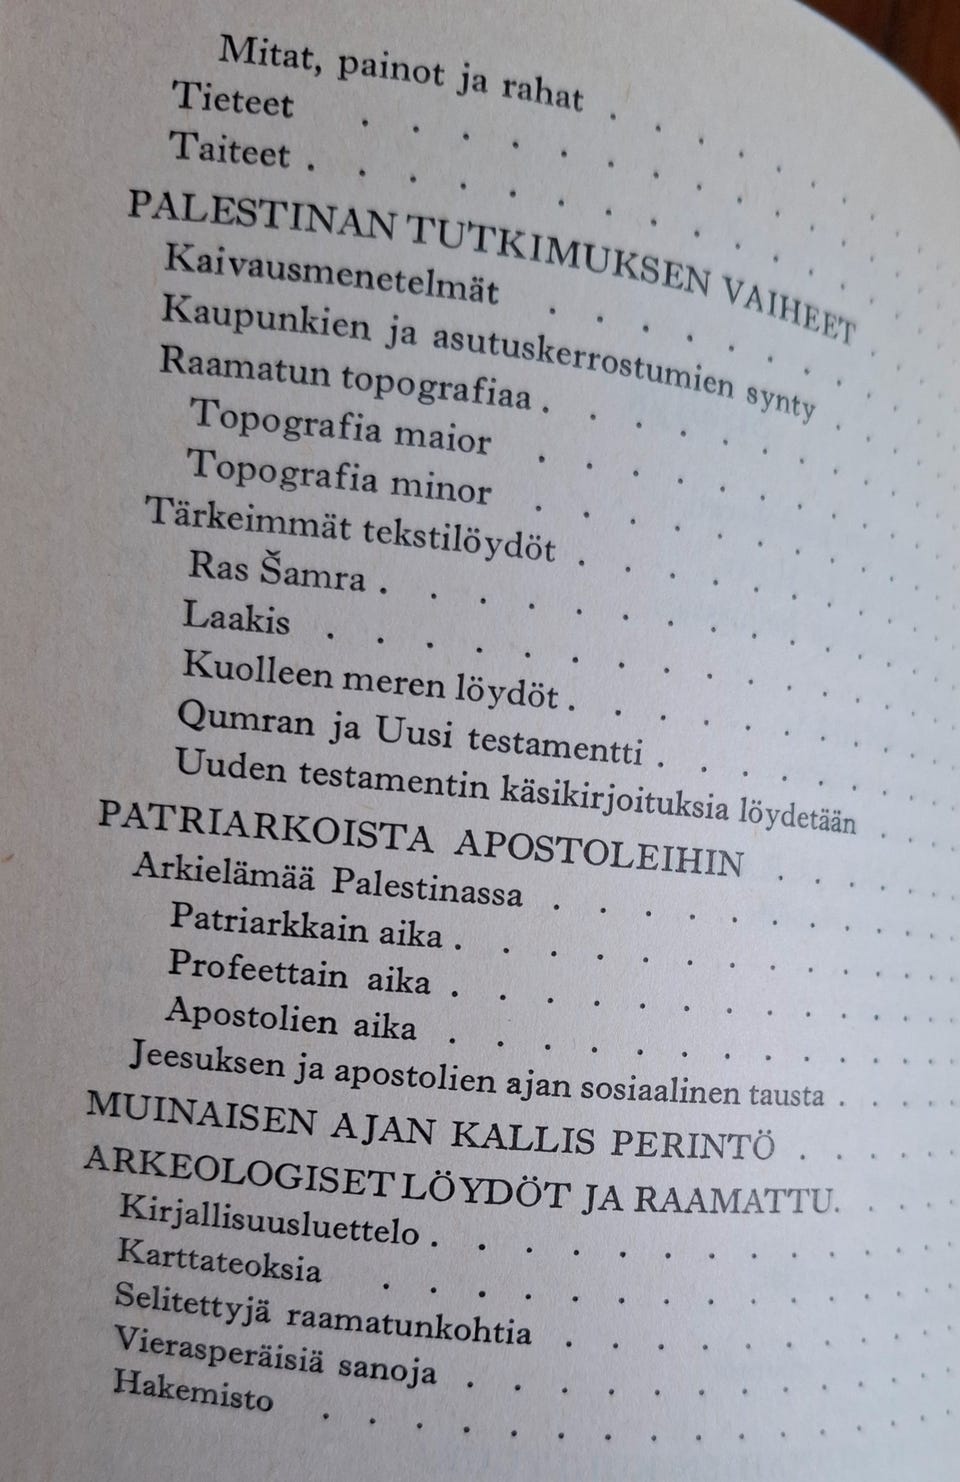 Mitat, painot ja rahat . . . . . . .
Tieteet . . . . . . . . . . .
Taiteet . . . . . . . . . . . .
PALESTINAN TUTKIMUKSEN VAIHEET . . .
Kaivausmenetelmät . . . . . . . . .
Kaupunkien ja asutuskerrostumien synty . . .
Raamatun topografiaa . . . . . . . . .
Topografia maior . . . . . . . . .
Topografia minor . . . . . . . . .
Tärkeimmät tekstilöydöt . . . . . . . . .
Ras Šamra . . . . . . . . . . . .
Laakis . . . . . . . . . . . . .
Kuolleen meren löydöt . . . . . . . . .
Qumran ja Uusi testamentti . . . . . . .
Uuden testamentin käsikirjoituksia löydetään . . .
PATRIARKOISTA APOSTOLEIHIN . . . . .
Arkielämää Palestinassa . . . . . . . . .
Patriarkkain aika . . . . . . . . . . .
Profeettain aika . . . . . . . . . . .
Apostolien aika . . . . . . . . . . .
Jeesuksen ja apostolien ajan sosiaalinen tausta . . . .
MUINAISEN AJAN KALLIS PERINTÖ . . . . . .
ARKEOLOGISET LÖYDÖT JA RAAMATTU. . . . .
Kirjallisuusluettelo . . . . . . . . . . . .
Karttateoksia . . . . . . . . . . . . .
Selitettyjä raamatunkohtia . . . . . . . . .
Vierasperäisiä sanoja . . . . . . . . . . .
Hakemisto . . . . . . . . . . . . . .